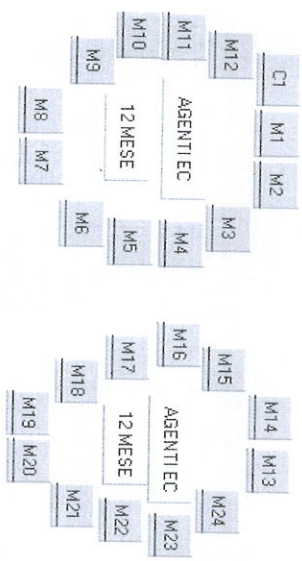 C1 M1 M2
M12 M3
M11 M4
M10 M5
M9 M6
M8 M7
AGENTI EC
12 MESE
M14 M13
M15 M24
M16 M23
M17 M22
M18 M21
M19 M20
AGENTI EC
12 MESE